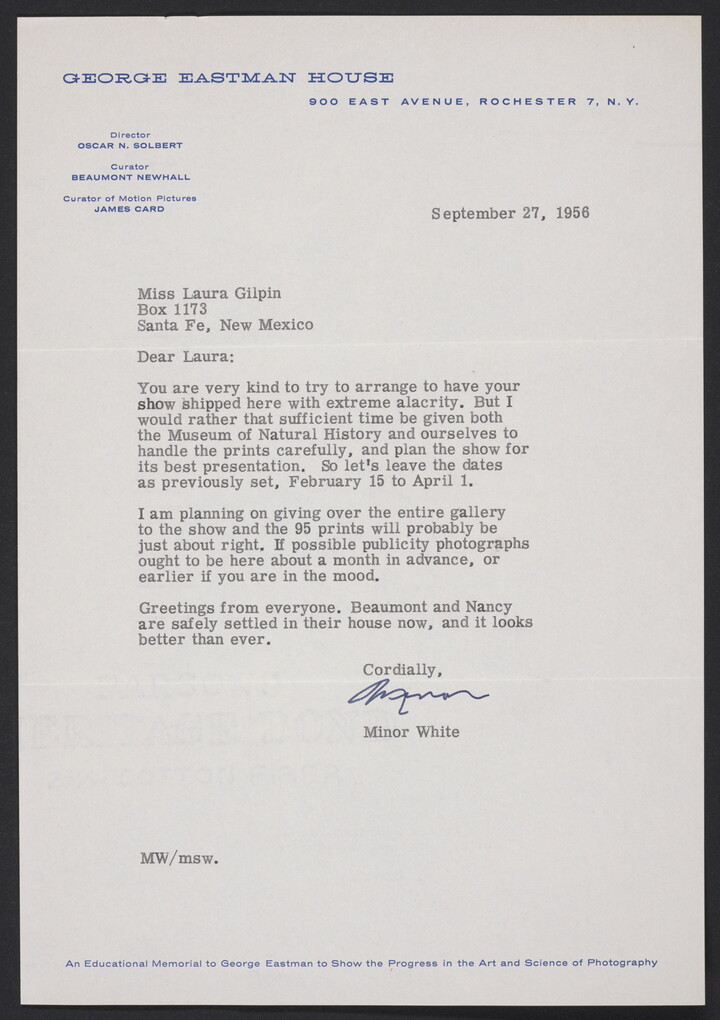 GEORGE EASTMAN HOUSE
900 EAST AVENUE, ROCHESTER 7, N.Y.
Director
OSCAR N. SOLBERT
Curator
BEAUMONT NEWHALL
Curator of Motion Pictures
JAMES CARD
September 27, 1956
Miss Laura Gilpin
Box 1173
Santa Fe, New Mexico
Dear Laura:
You are very kind to try to arrange to have your
show shipped here with extreme alacrity. But I
would rather that sufficient time be given both
the Museum of Natural History and ourselves to
handle the prints carefully, and plan the show for
its best presentation. So let's leave the dates
as previously set, February 15 to April 1.
I am planning on giving over the entire gallery
to the show and the 95 prints will probably be
just about right. If possible publicity photographs
ought to be here about a month in advance, or
earlier if you are in the mood.
Greetings from everyone. Beaumont and Nancy
are safely settled in their house now, and it looks
better than ever.
Cordially,
Minor
Minor White
MW/msw.
An Educational Memorial to George Eastman to Show the Progress in the Art and Science of Photography